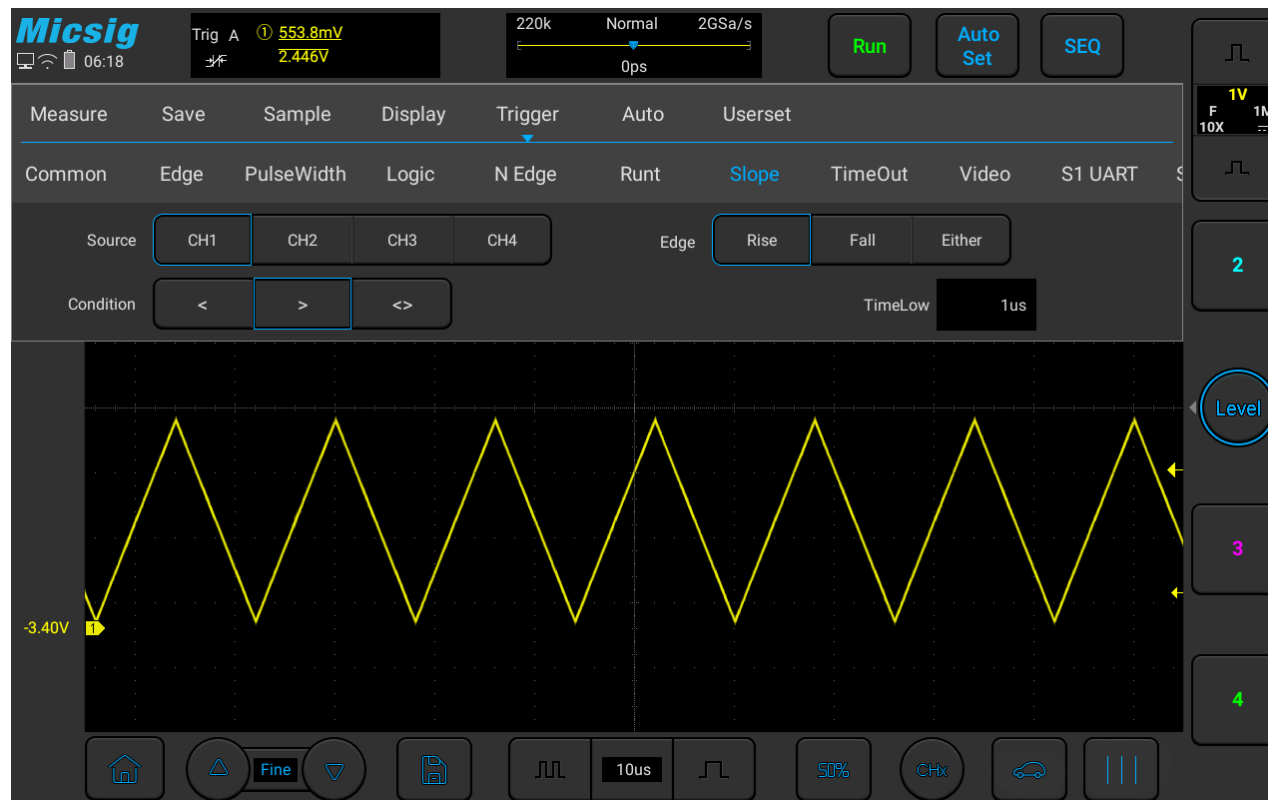 Micsig
06:18
Trig A ① 553.8mV
2.446V
220k Normal 2GSa/s
0ps
Run
Auto
Set
SEQ
Measure Save Sample Display Trigger Auto Userset
Common Edge PulseWidth Logic N Edge Runt Slope TimeOut Video S1 UART
Source CH1 CH2 CH3 CH4 Edge Rise Fall Either
Condition < > <> TimeLow 1us
1V
F 1M
10X
2
Level
3
4
-3.40V 1
Fine 10us 50% CHx